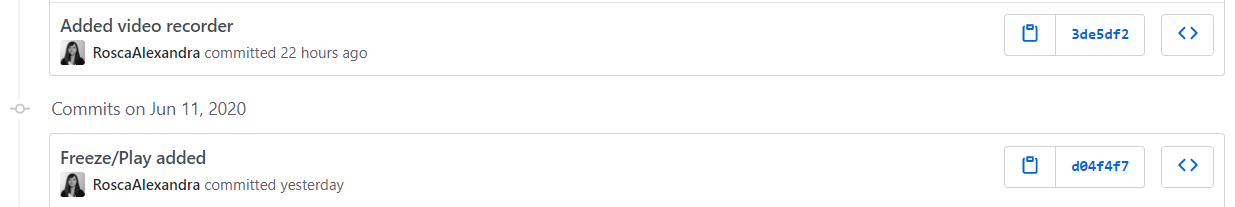 Added video recorder
RoscaAlexandra committed 22 hours ago
3de5df2
Commits on Jun 11, 2020
Freeze/Play added
RoscaAlexandra committed yesterday
d04f4f7